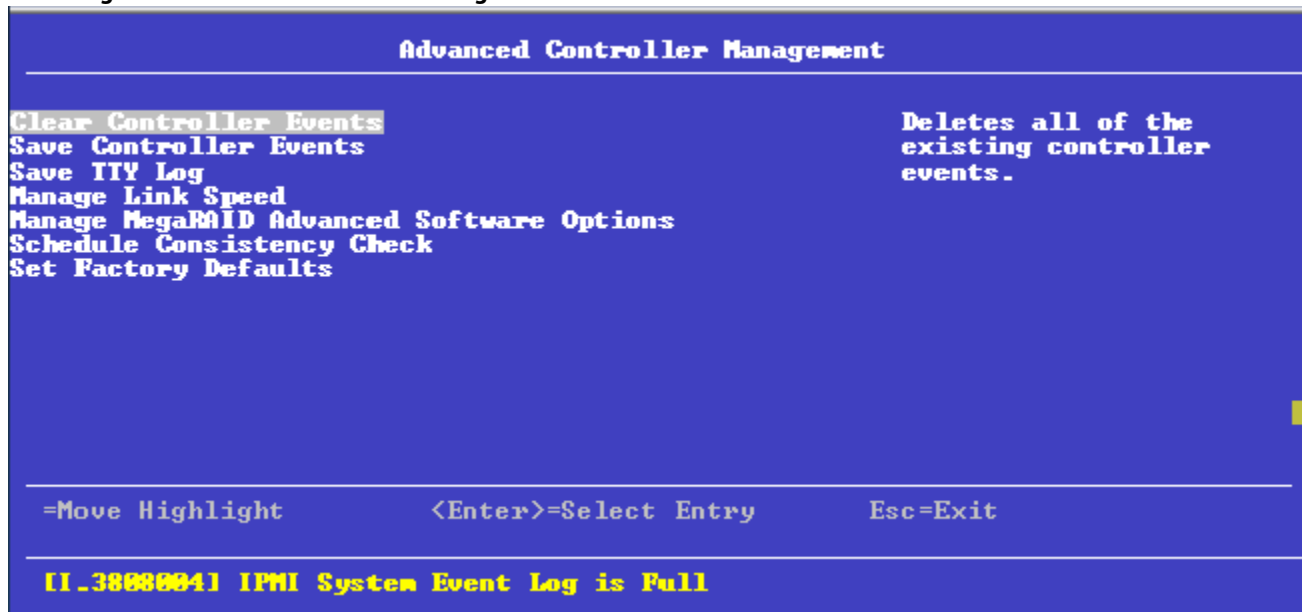 Advanced Controller Management
Clear Controller Events
Save Controller Events
Save TTY Log
Manage Link Speed
Manage MegaRAID Advanced Software Options
Schedule Consistency Check
Set Factory Defaults
Deletes all of the
existing controller
events.
=Move Highlight <Enter>=Select Entry Esc=Exit
[I.3808004] IPMI System Event Log is Full